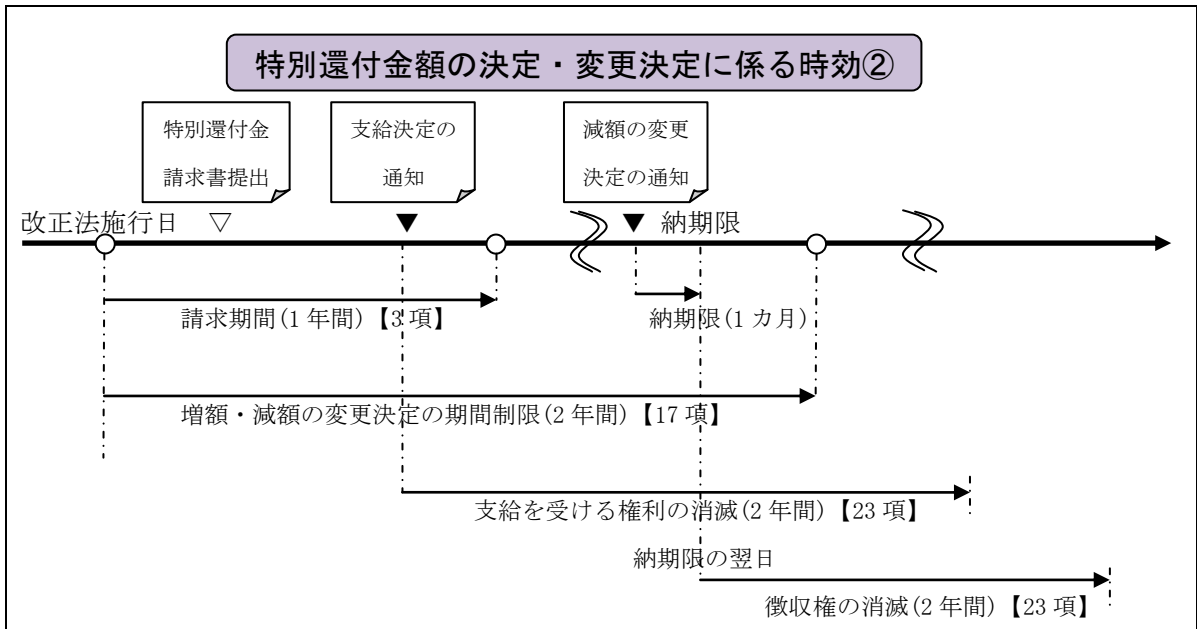 特別還付金額の決定・変更決定に係る時効②
特別還付金
請求書提出
支給決定の
通知
減額の変更
決定の通知
改正法施行日 ▽
▼
▼ 納期限
請求期間(1年間)【3項】
納期限(1カ月)
増額・減額の変更決定の期間制限(2年間)【17項】
支給を受ける権利の消滅(2年間)【23項】
納期限の翌日
徴収権の消滅(2年間)【23項】